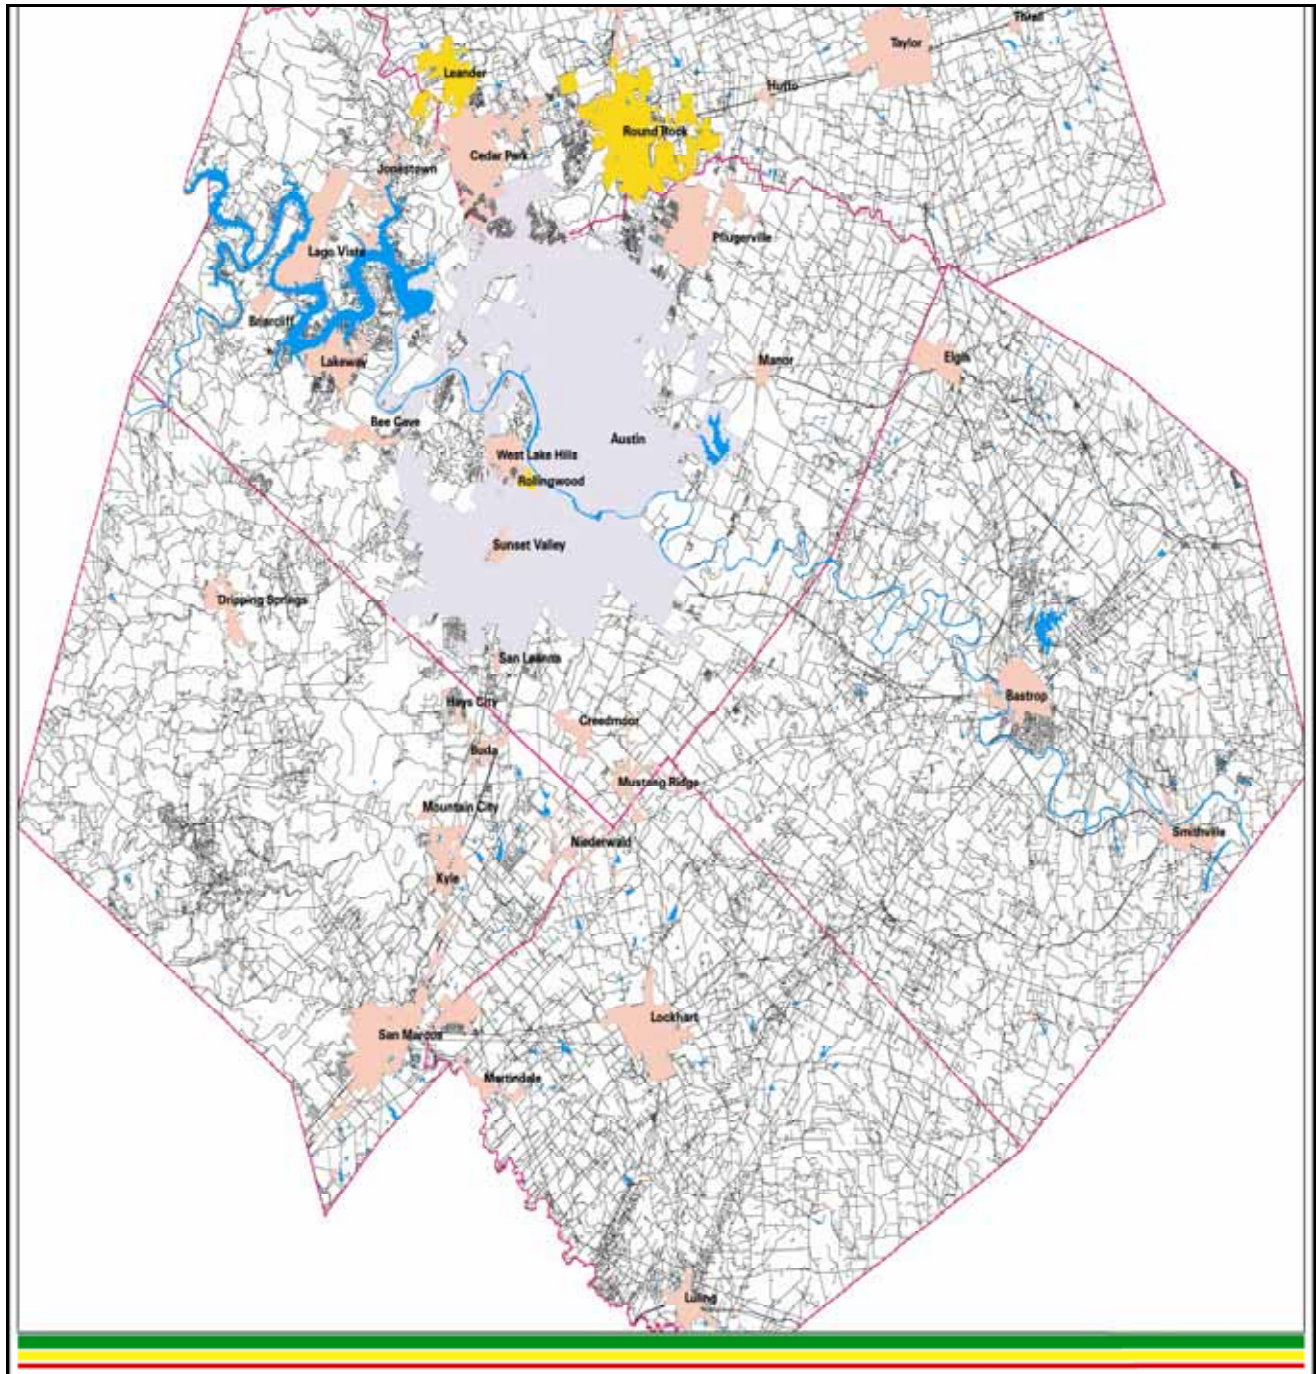 Thrall
Taylor
Leander
Hutto
Round Rock
Cedar Park
Jonestown
Pflugerville
Lago Vista
Briarcliff
Lakeway
Manor
Elgin
Bee Cave
Austin
West Lake Hills
Rollingwood
Sunset Valley
Dripping Springs
San Leanna
Bastrop
Hays City
Creedmoor
Buda
Mustang Ridge
Mountain City
Smithville
Niederwald
Kyle
Lockhart
San Marcos
Martindale
Luling